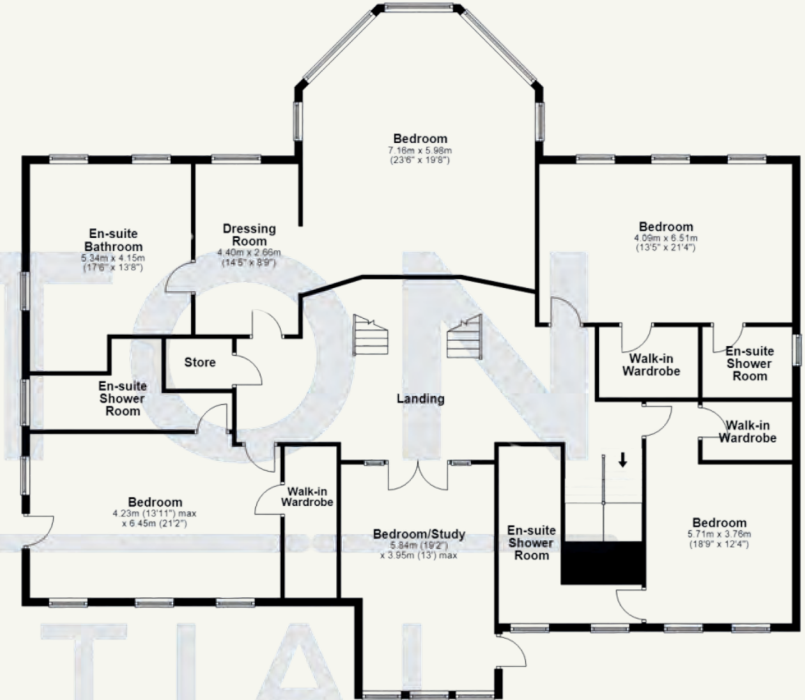 Bedroom
7.16m x 5.98m
(23'6" x 19'8")
En-suite
Bathroom
5.34m x 4.15m
(17'6" x 13'8")
Dressing
Room
4.40m x 2.66m
(14'5" x 8'9")
Bedroom
4.09m x 6.51m
(13'5" x 21'4")
Store
Walk-in
Wardrobe
En-suite
Shower
Room
En-suite
Shower
Room
Landing
Walk-in
Wardrobe
Bedroom
4.23m (13'11") max
x 6.45m (21'2")
Walk-in
Wardrobe
Bedroom/Study
5.84m (19'2")
x 3.95m (13') max
En-suite
Shower
Room
Bedroom
5.71m x 3.76m
(18'9" x 12'4")
TON
TIAL